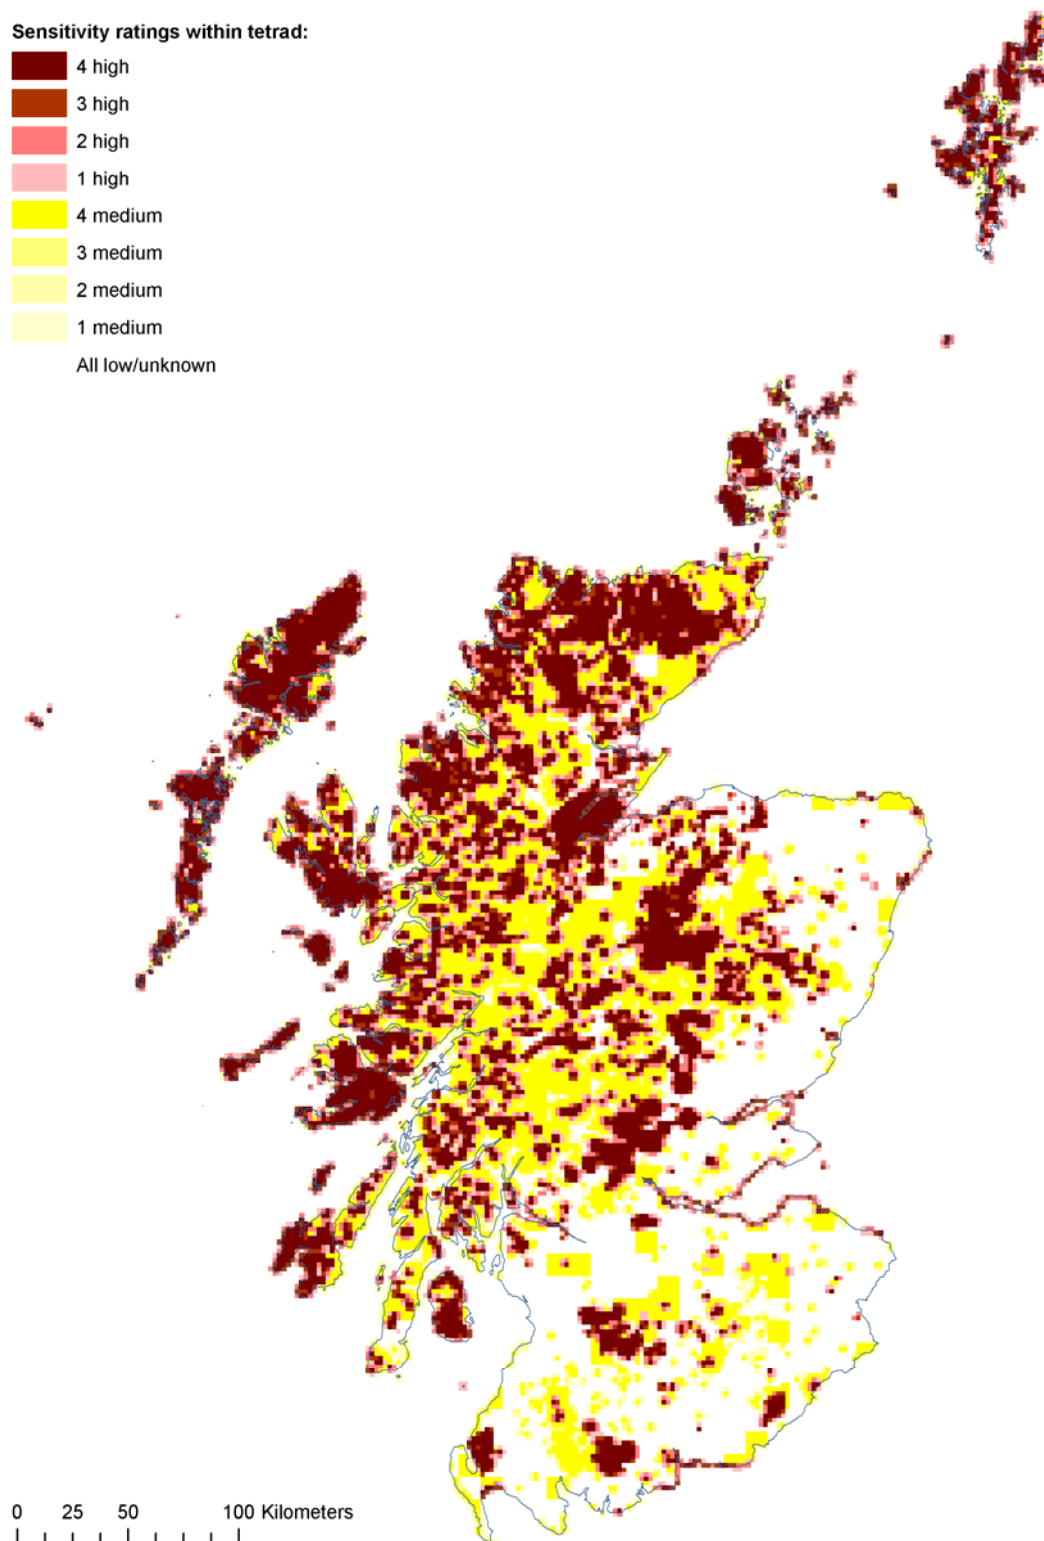 Sensitivity ratings within tetrad:
4 high
3 high
2 high
1 high
4 medium
3 medium
2 medium
1 medium
All low/unknown
0 25 50 100 Kilometers